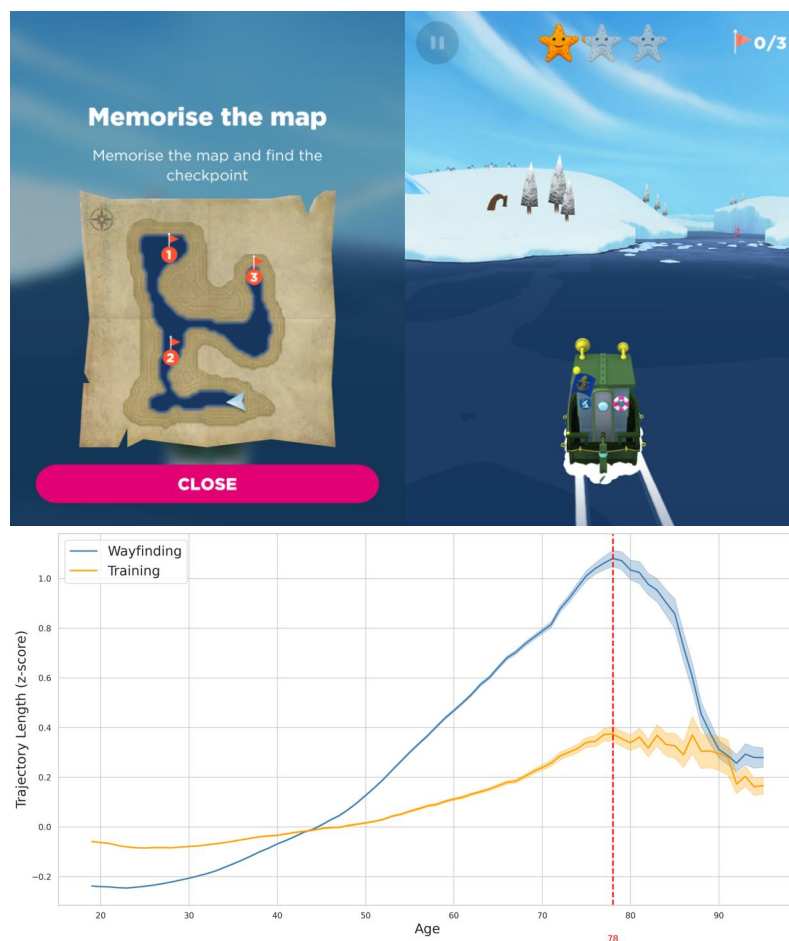 Memorise the map
Memorise the map and find the
checkpoint
1
3
2
CLOSE
0/3
Wayfinding
Training
Trajectory Length (z-score)
1.0
0.8
0.6
0.4
0.2
0.0
−0.2
20
30
40
50
60
70
80
90
Age
78